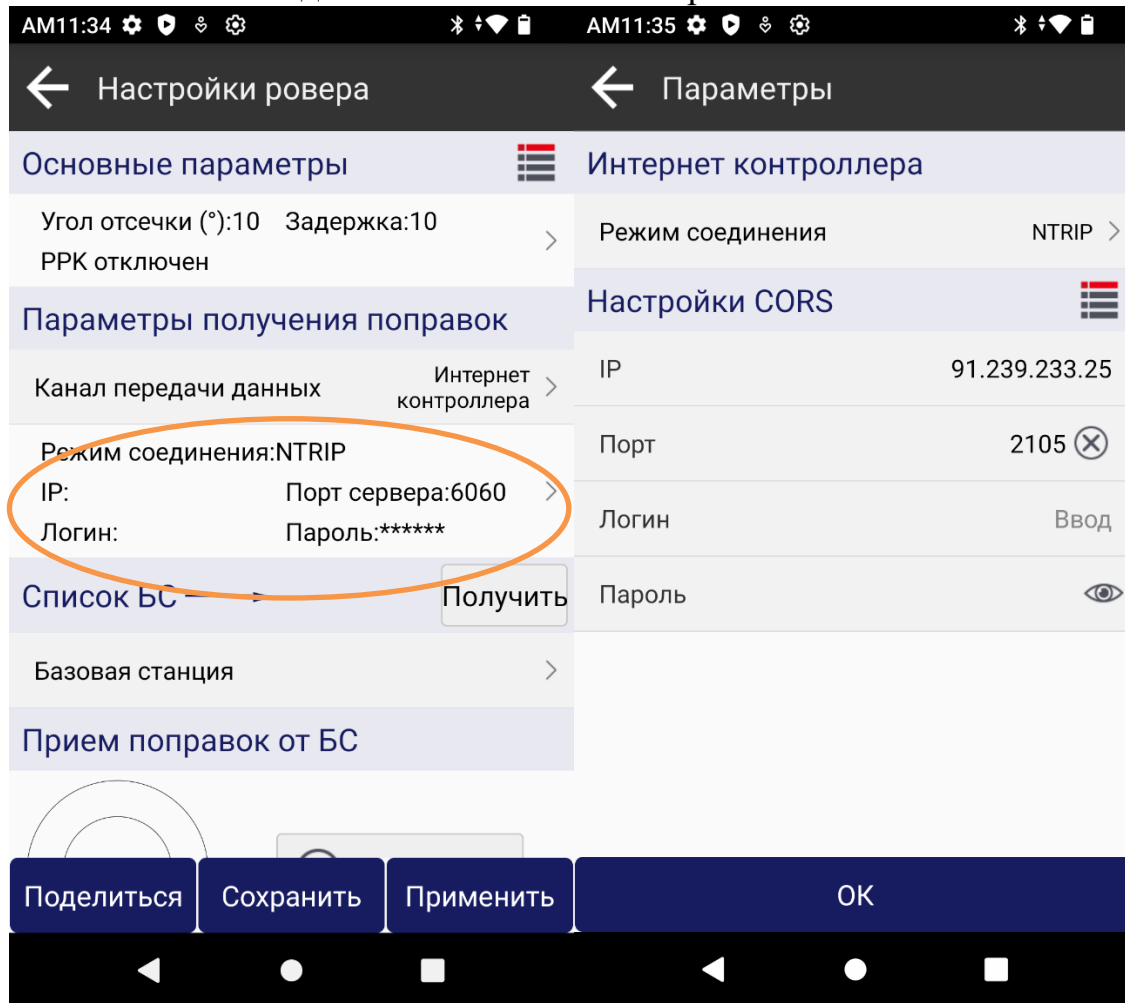 AM11:34
Настройки ровера
Основные параметры
Угол отсечки (°):10 Задержка:10
PPK отключен
Параметры получения поправок
Канал передачи данных
Интернет
контроллера
Режим соединения:NTRIP
IP: Порт сервера:6060
Логин: Пароль:******
Список БС
Получить
Базовая станция
Прием поправок от БС
Поделиться
Сохранить
Применить
AM11:35
Параметры
Интернет контроллера
Режим соединения NTRIP
Настройки CORS
IP 91.239.233.25
Порт 2105
Логин Ввод
Пароль
ОК